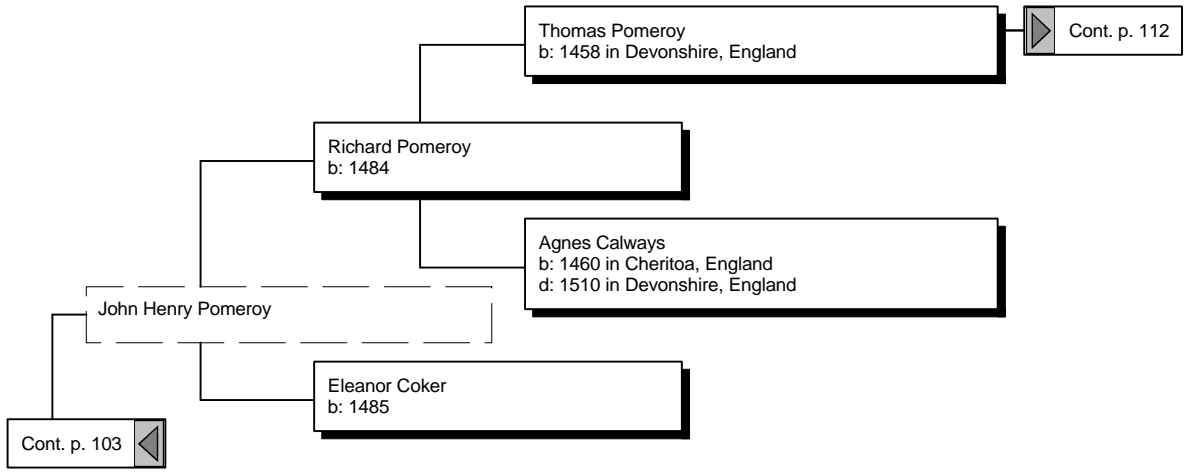 Thomas Pomeroy
b: 1458 in Devonshire, England
Cont. p. 112
Richard Pomeroy
b: 1484
Agnes Calways
b: 1460 in Cheritoa, England
d: 1510 in Devonshire, England
John Henry Pomeroy
Eleanor Coker
b: 1485
Cont. p. 103